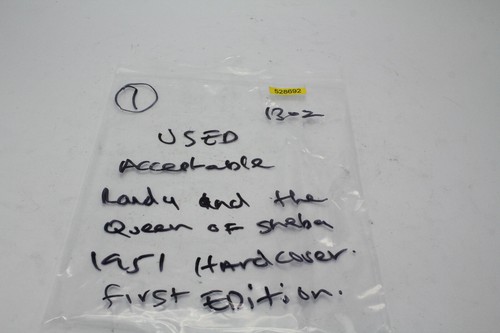 1
528692
13-2
USED
Acceptable
Randy and the
Queen of Sheba
1951 Hardcover.
First Edition.